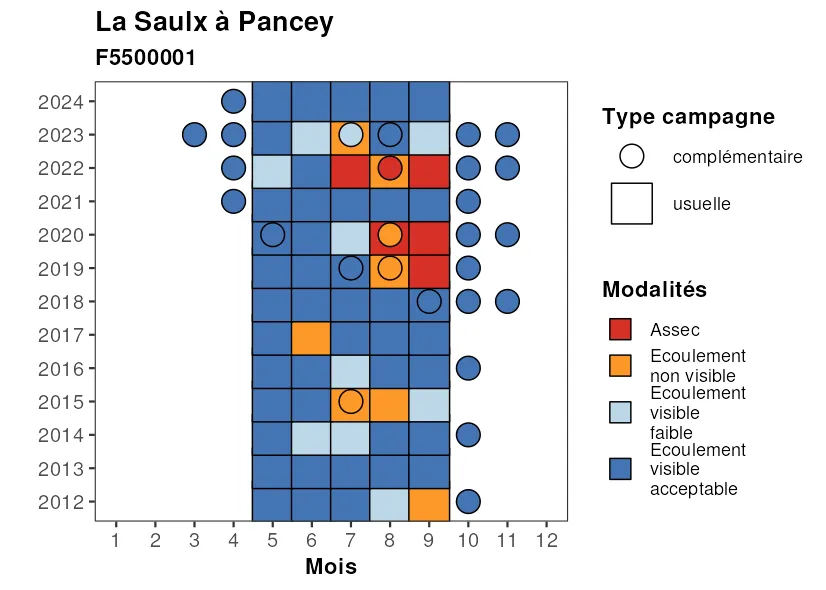 La Saulx à Pancey
F5500001
2024
2023
2022
2021
2020
2019
2018
2017
2016
2015
2014
2013
2012
1 2 3 4 5 6 7 8 9 10 11 12
Mois
Type campagne
complémentaire
usuelle
Modalités
Assec
Ecoulement
non visible
Ecoulement
visible
faible
Ecoulement
visible
acceptable